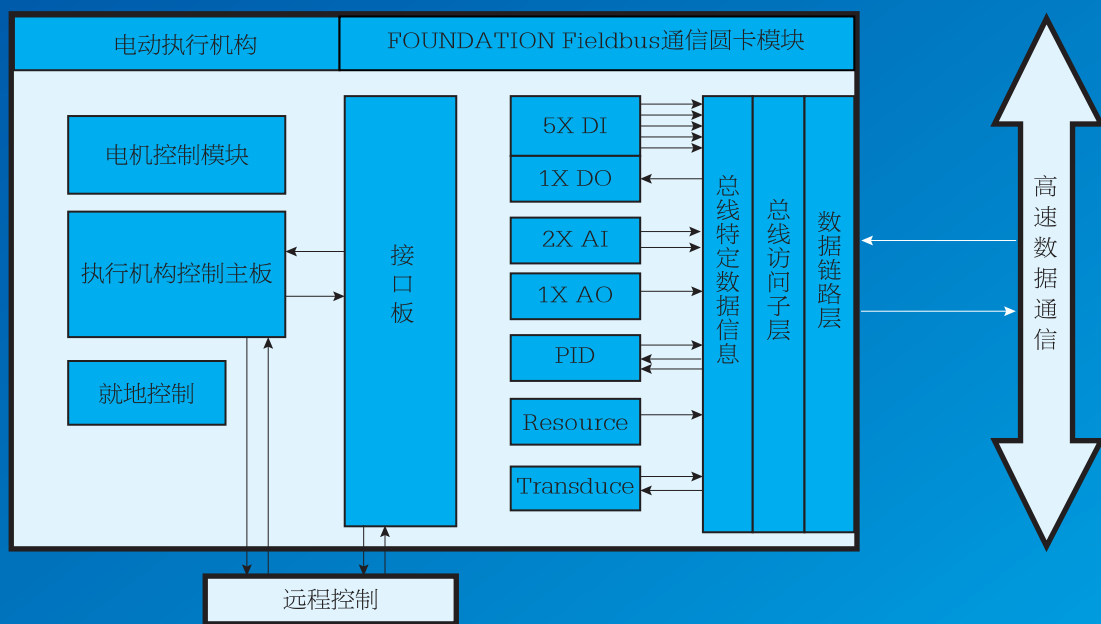 电动执行机构
FOUNDATION Fieldbus通信圆卡模块
电机控制模块
执行机构控制主板
就地控制
接口板
5X DI
1X DO
2X AI
1X AO
PID
Resource
Transduce
总线特定数据信息
总线访问子层
数据链路层
高速数据通信
远程控制